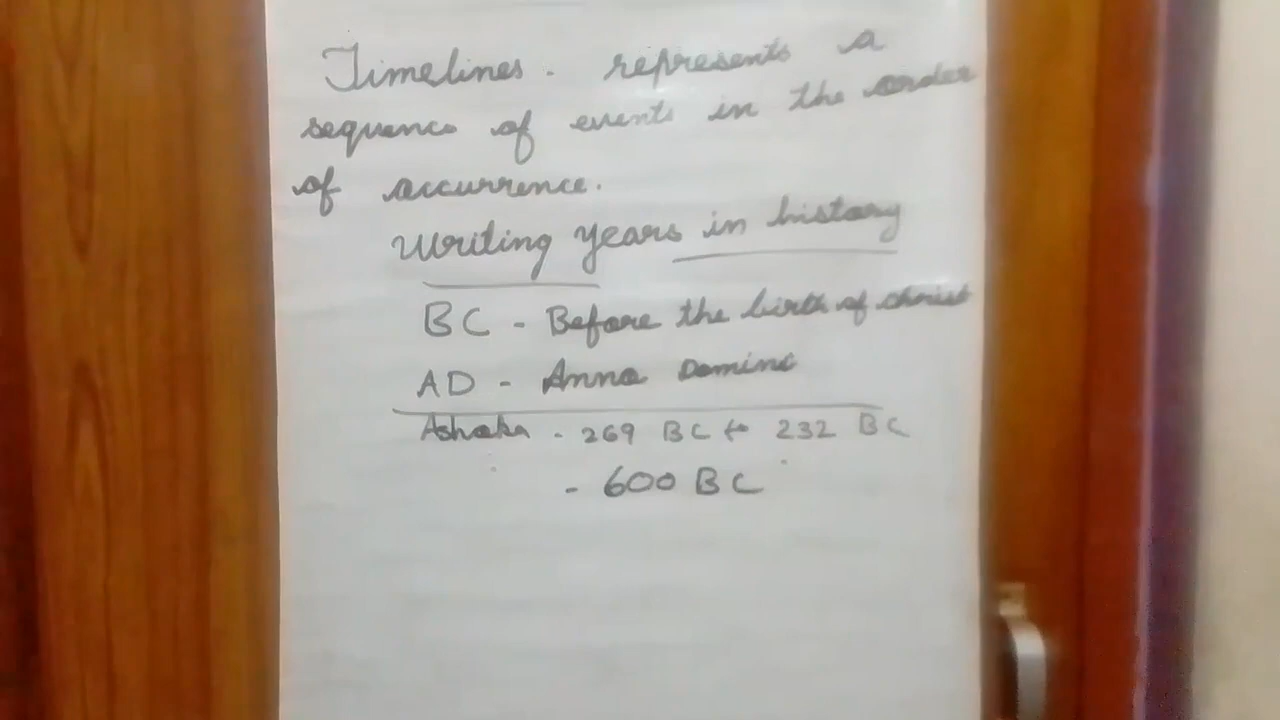 Timelines. represents a
sequence of events in the order
of occurrence.
Writing years in history
BC - Before the birth of christ
AD - Anno Domini
Ashoka - 269 BC to 232 BC
- 600 BC